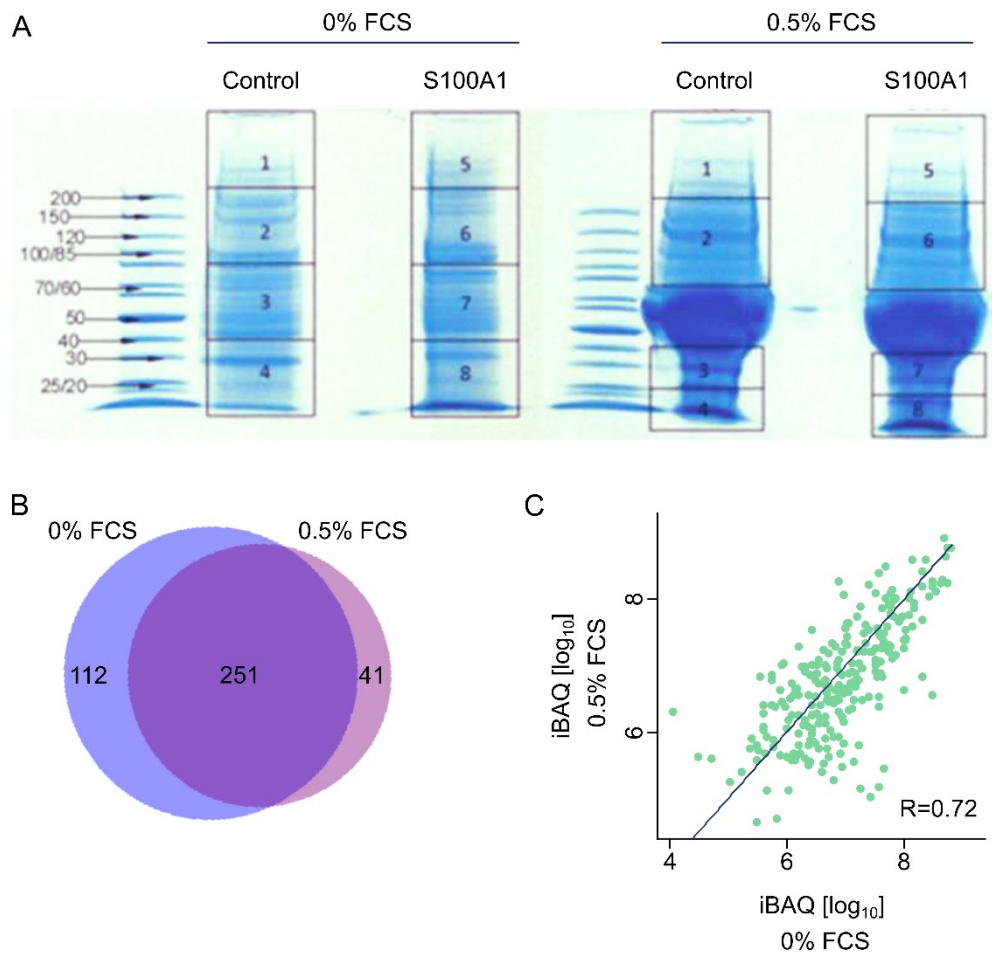 A
0% FCS
0.5% FCS
Control
S100A1
Control
S100A1
1
5
1
5
200
150
120
100/85
70/60
50
40
30
25/20
2
6
2
6
3
7
3
7
4
8
4
8
B
0% FCS
0.5% FCS
112
251
41
C
iBAQ [log10]
0.5% FCS
8
6
R=0.72
4
6
8
iBAQ [log10]
0% FCS